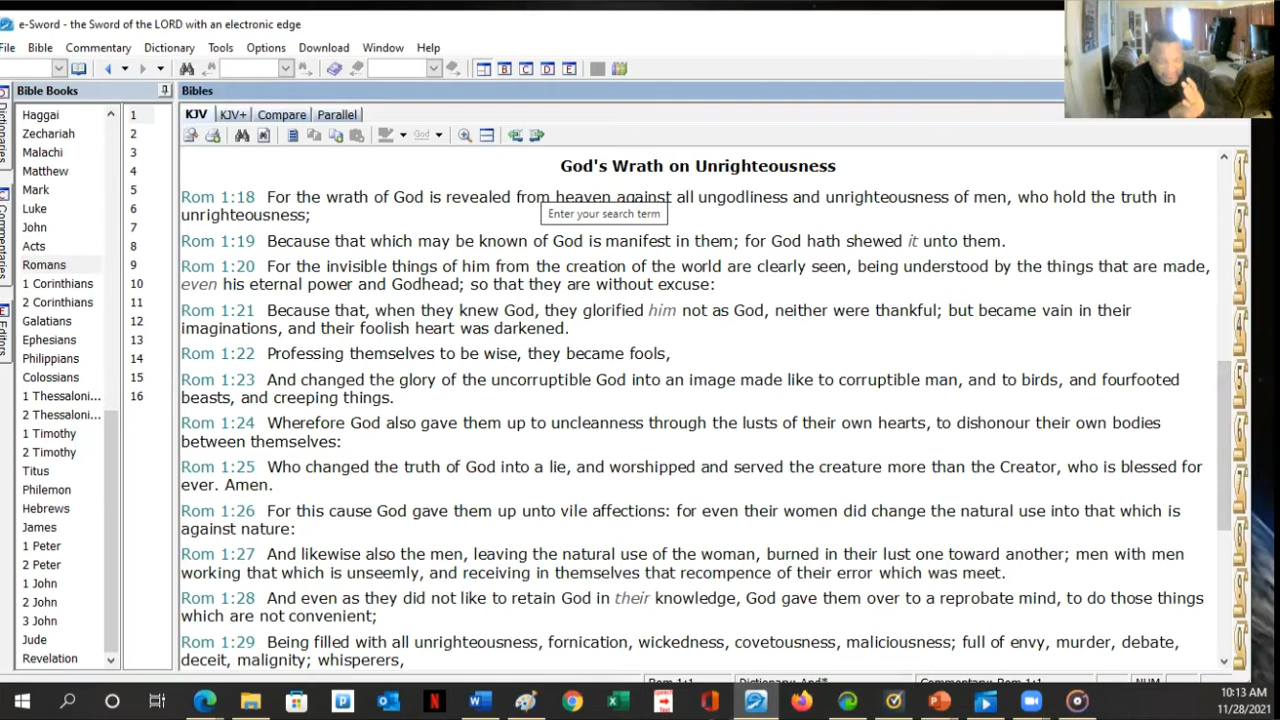 e-Sword - the Sword of the LORD with an electronic edge
File Bible Commentary Dictionary Tools Options Download Window Help
Bible Books
Bibles
Dictionaries
Commentaries
Editors
Haggai
Zechariah
Malachi
Matthew
Mark
Luke
John
Acts
Romans
1 Corinthians
2 Corinthians
Galatians
Ephesians
Philippians
Colossians
1 Thessaloni...
2 Thessaloni...
1 Timothy
2 Timothy
Titus
Philemon
Hebrews
James
1 Peter
2 Peter
1 John
2 John
3 John
Jude
Revelation
1
2
3
4
5
6
7
8
9
10
11
12
13
14
15
16
KJV KJV+ Compare Parallel
God's Wrath on Unrighteousness
Rom 1:18 For the wrath of God is revealed from heaven against all ungodliness and unrighteousness of men, who hold the truth in
unrighteousness;
Enter your search term
Rom 1:19 Because that which may be known of God is manifest in them; for God hath shewed it unto them.
Rom 1:20 For the invisible things of him from the creation of the world are clearly seen, being understood by the things that are made,
even his eternal power and Godhead; so that they are without excuse:
Rom 1:21 Because that, when they knew God, they glorified him not as God, neither were thankful; but became vain in their
imaginations, and their foolish heart was darkened.
Rom 1:22 Professing themselves to be wise, they became fools,
Rom 1:23 And changed the glory of the uncorruptible God into an image made like to corruptible man, and to birds, and fourfooted
beasts, and creeping things.
Rom 1:24 Wherefore God also gave them up to uncleanness through the lusts of their own hearts, to dishonour their own bodies
between themselves:
Rom 1:25 Who changed the truth of God into a lie, and worshipped and served the creature more than the Creator, who is blessed for
ever. Amen.
Rom 1:26 For this cause God gave them up unto vile affections: for even their women did change the natural use into that which is
against nature:
Rom 1:27 And likewise also the men, leaving the natural use of the woman, burned in their lust one toward another; men with men
working that which is unseemly, and receiving in themselves that recompence of their error which was meet.
Rom 1:28 And even as they did not like to retain God in their knowledge, God gave them over to a reprobate mind, to do those things
which are not convenient;
Rom 1:29 Being filled with all unrighteousness, fornication, wickedness, covetousness, maliciousness; full of envy, murder, debate,
deceit, malignity; whisperers,
10:13 AM
11/28/2021